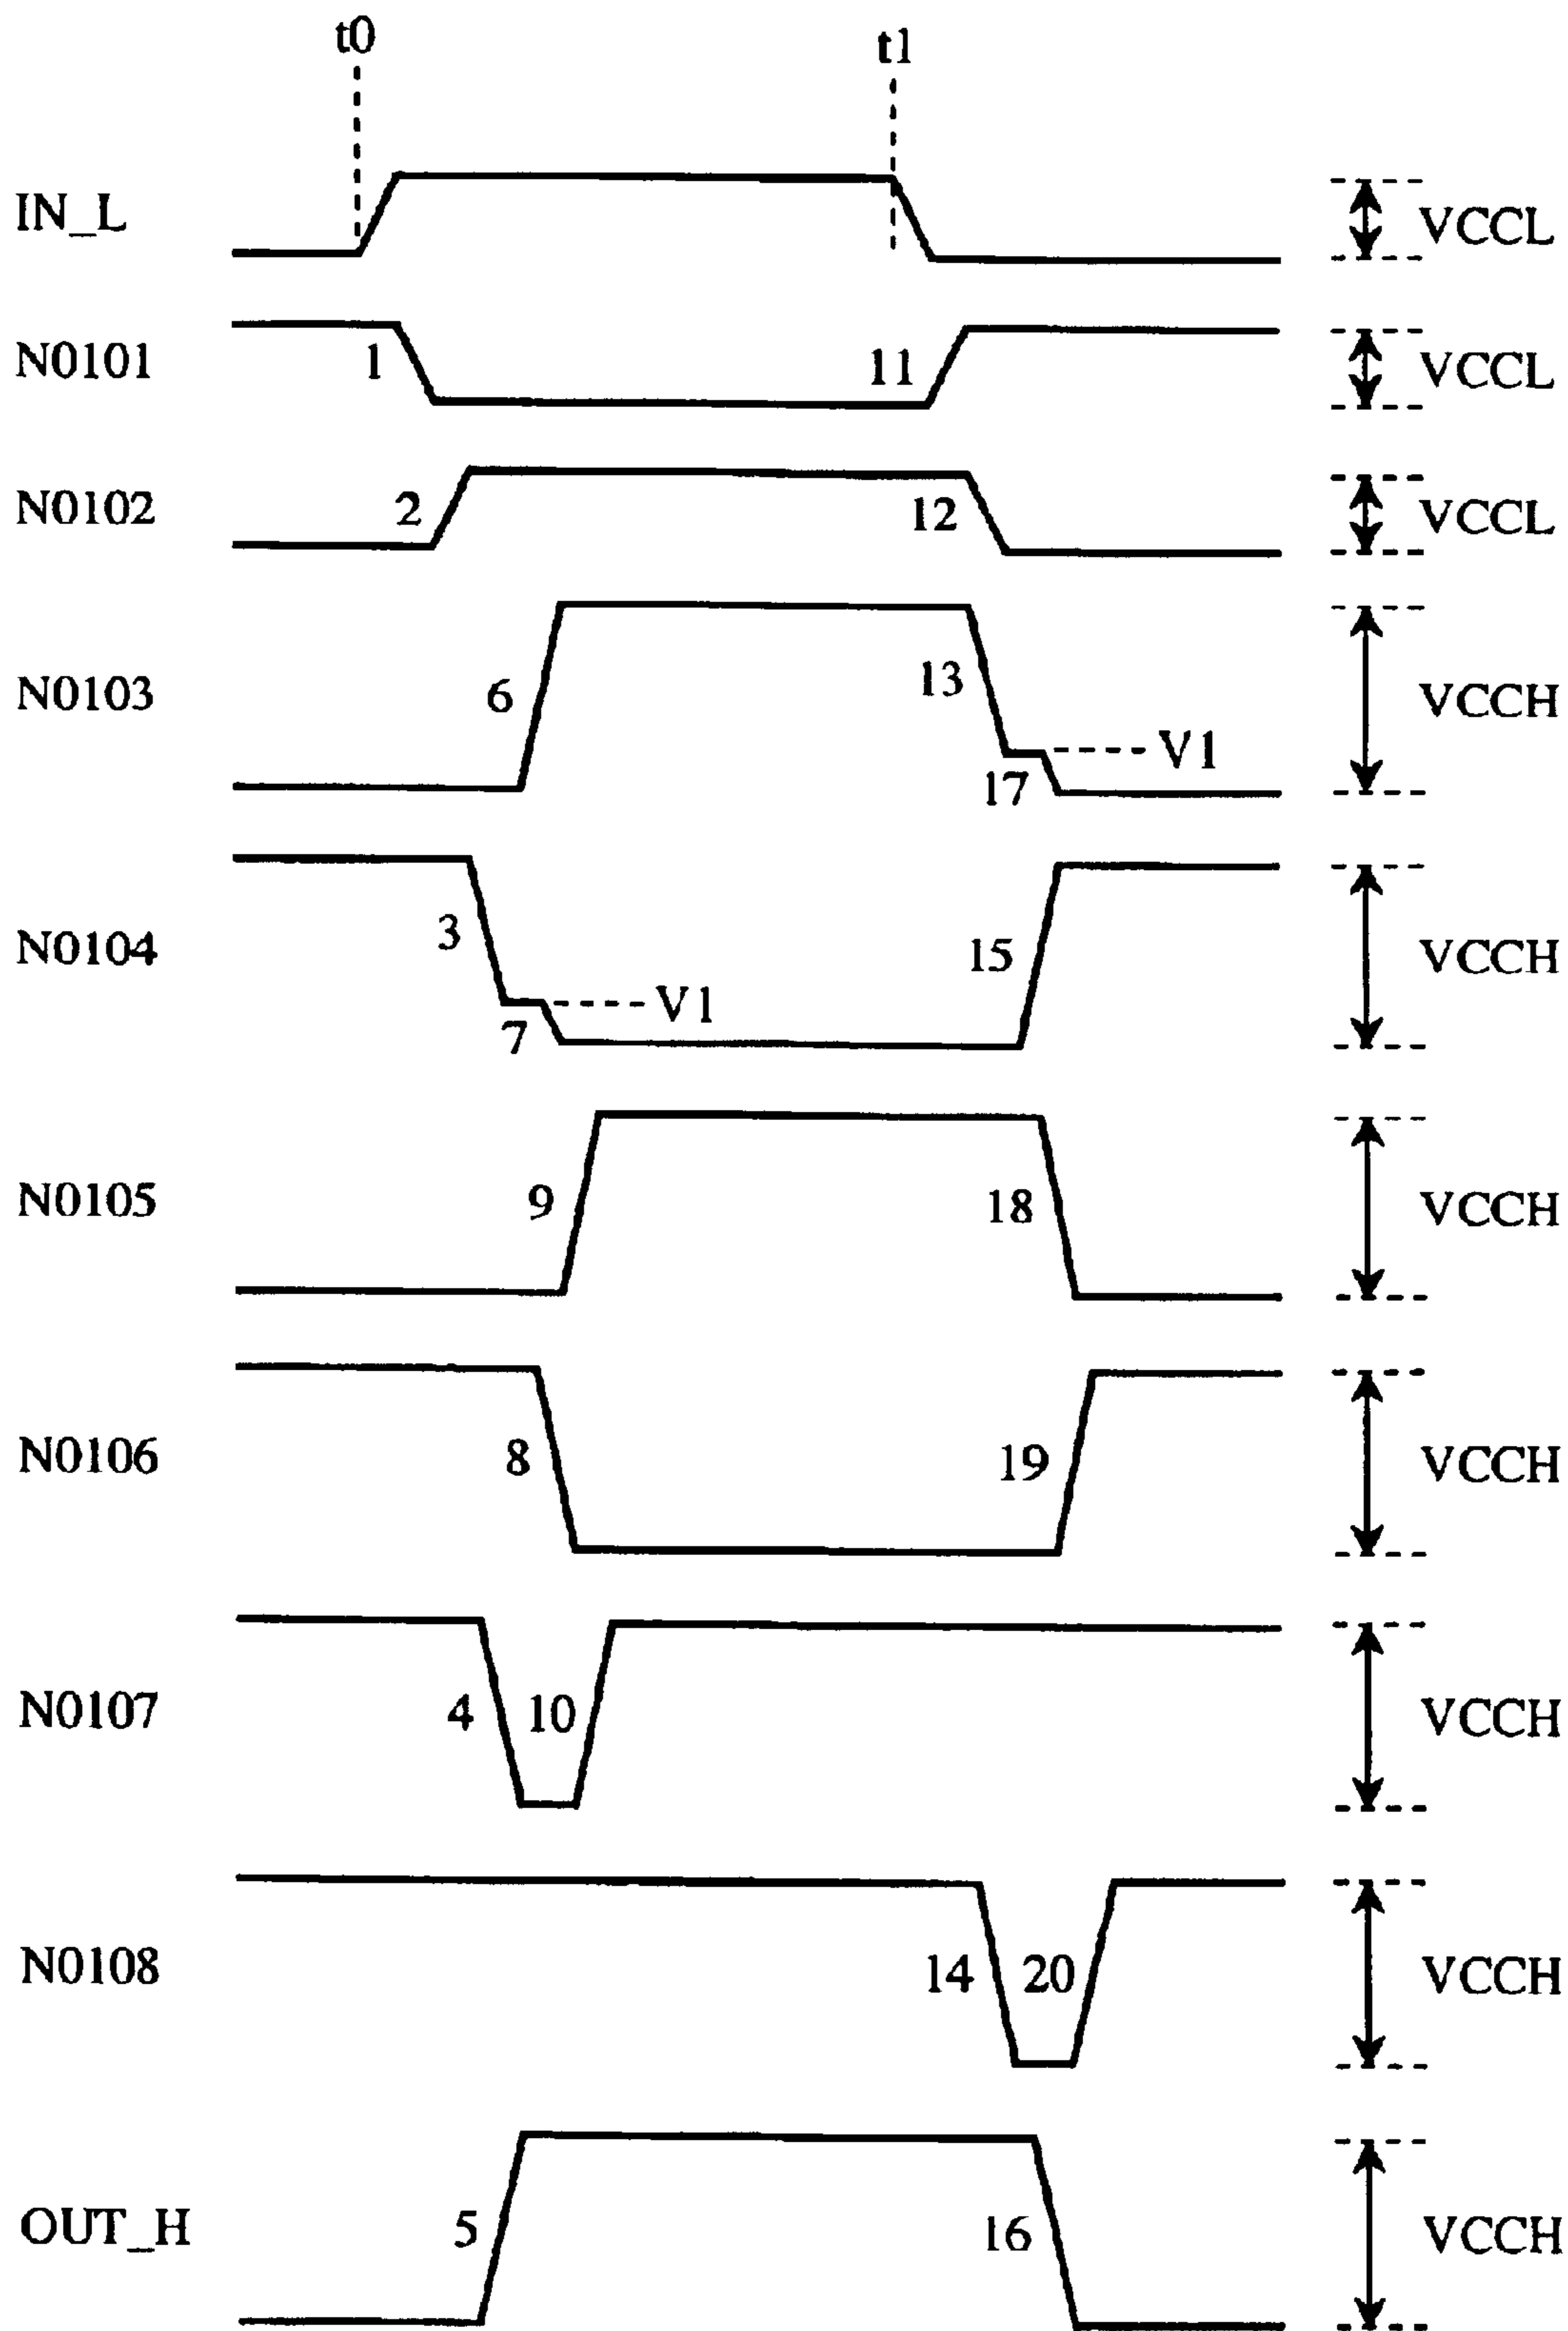 t0
t1
IN_L
VCCL
N0101
1
11
VCCL
N0102
2
12
VCCL
N0103
6
13
V1
17
VCCH
N0104
3
V1
7
15
VCCH
N0105
9
18
VCCH
N0106
8
19
VCCH
N0107
4
10
VCCH
N0108
14
20
VCCH
OUT_H
5
16
VCCH